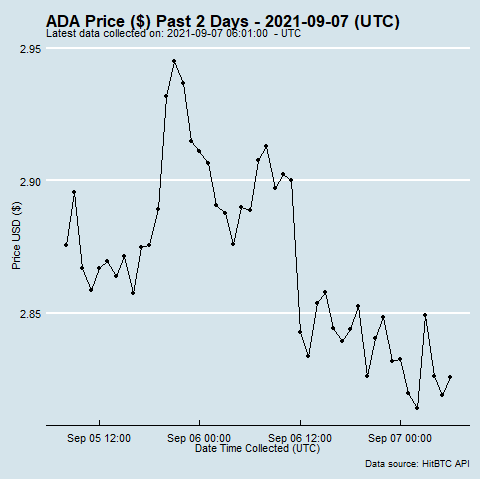 ADA Price ($) Past 2 Days - 2021-09-07 (UTC)
Latest data collected on: 2021-09-07 06:01:00  - UTC
2.95
2.90
2.85
Price USD ($)
Sep 05 12:00
Sep 06 00:00
Sep 06 12:00
Sep 07 00:00
Date Time Collected (UTC)
Data source: HitBTC API